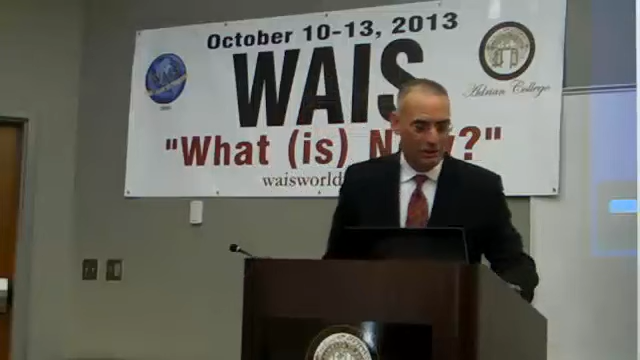 October 10-13, 2013
WAIS
Adrian College
"What (is) N    ?"
waisworld